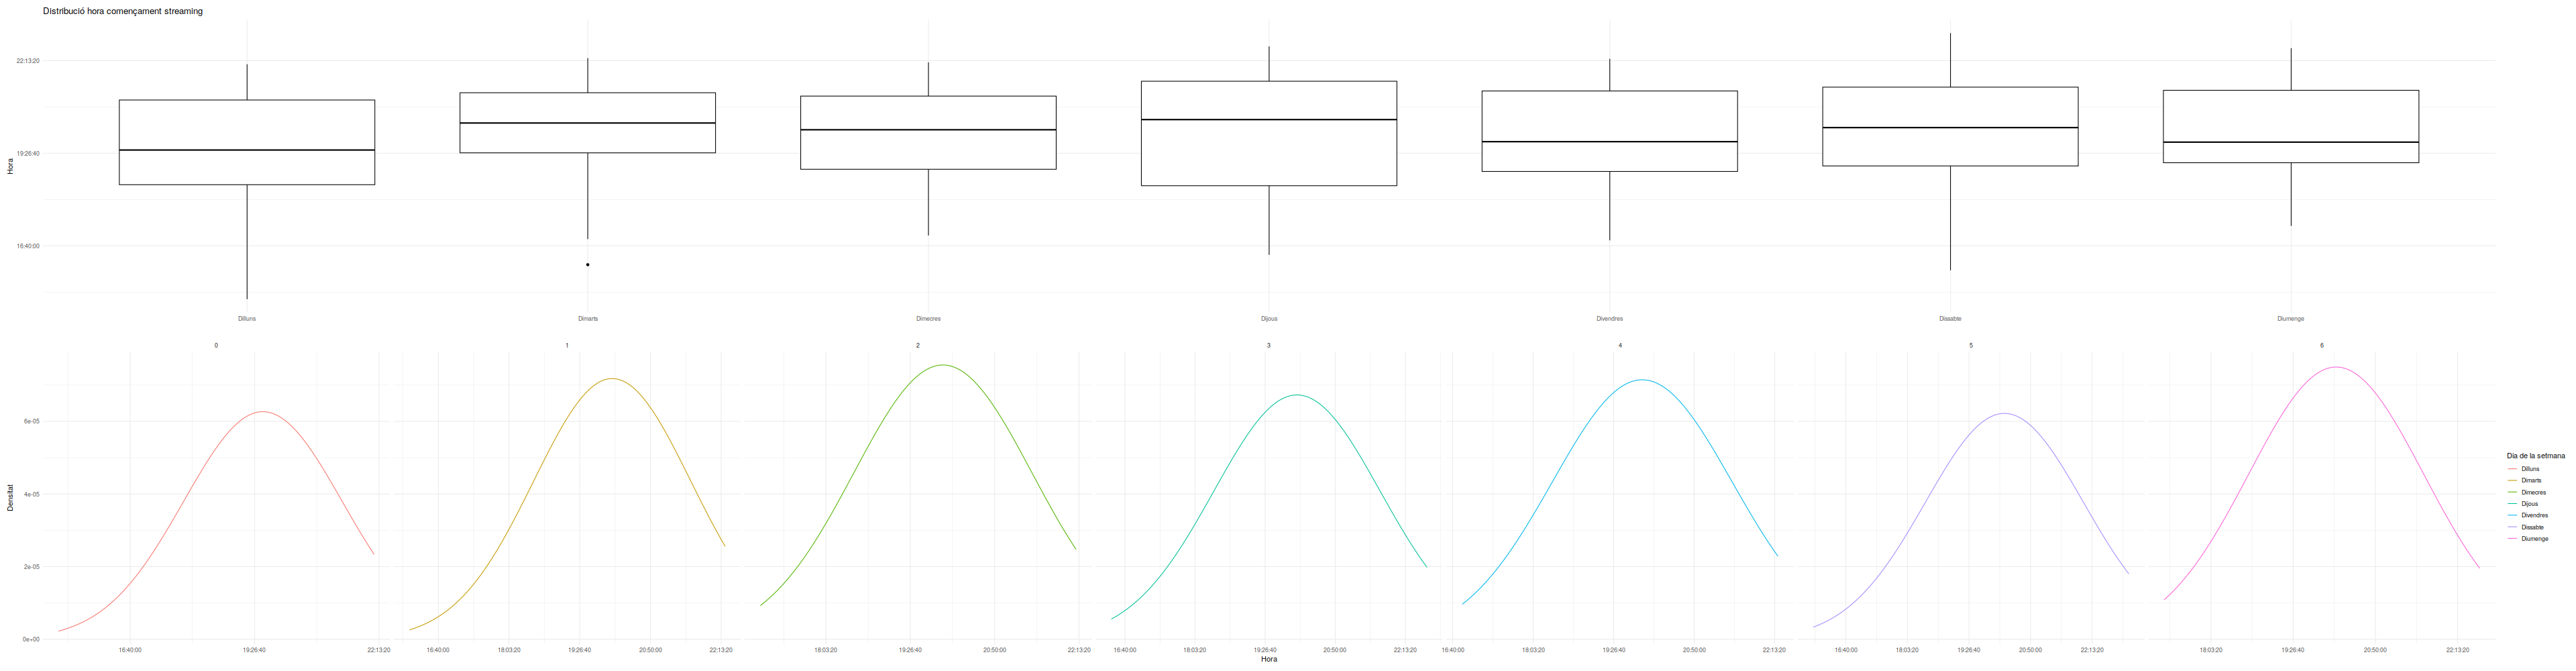 Distribució hora començament streaming
Hora
22:13:20
19:26:40
16:40:00
Dilluns Dimarts Dimecres Dijous Divendres Dissabte Diumenge
0 1 2 3 4 5 6
Densitat
6e-05
4e-05
2e-05
0e+00
16:40:00 19:26:40 22:13:20 16:40:00 18:03:20 19:26:40 20:50:00 22:13:20 18:03:20 19:26:40 20:50:00 22:13:20 16:40:00 18:03:20 19:26:40 20:50:00 22:13:20 16:40:00 18:03:20 19:26:40 20:50:00 22:13:20 16:40:00 18:03:20 19:26:40 20:50:00 22:13:20 18:03:20 19:26:40 20:50:00 22:13:20
Hora
Dia de la setmana
Dilluns
Dimarts
Dimecres
Dijous
Divendres
Dissabte
Diumenge